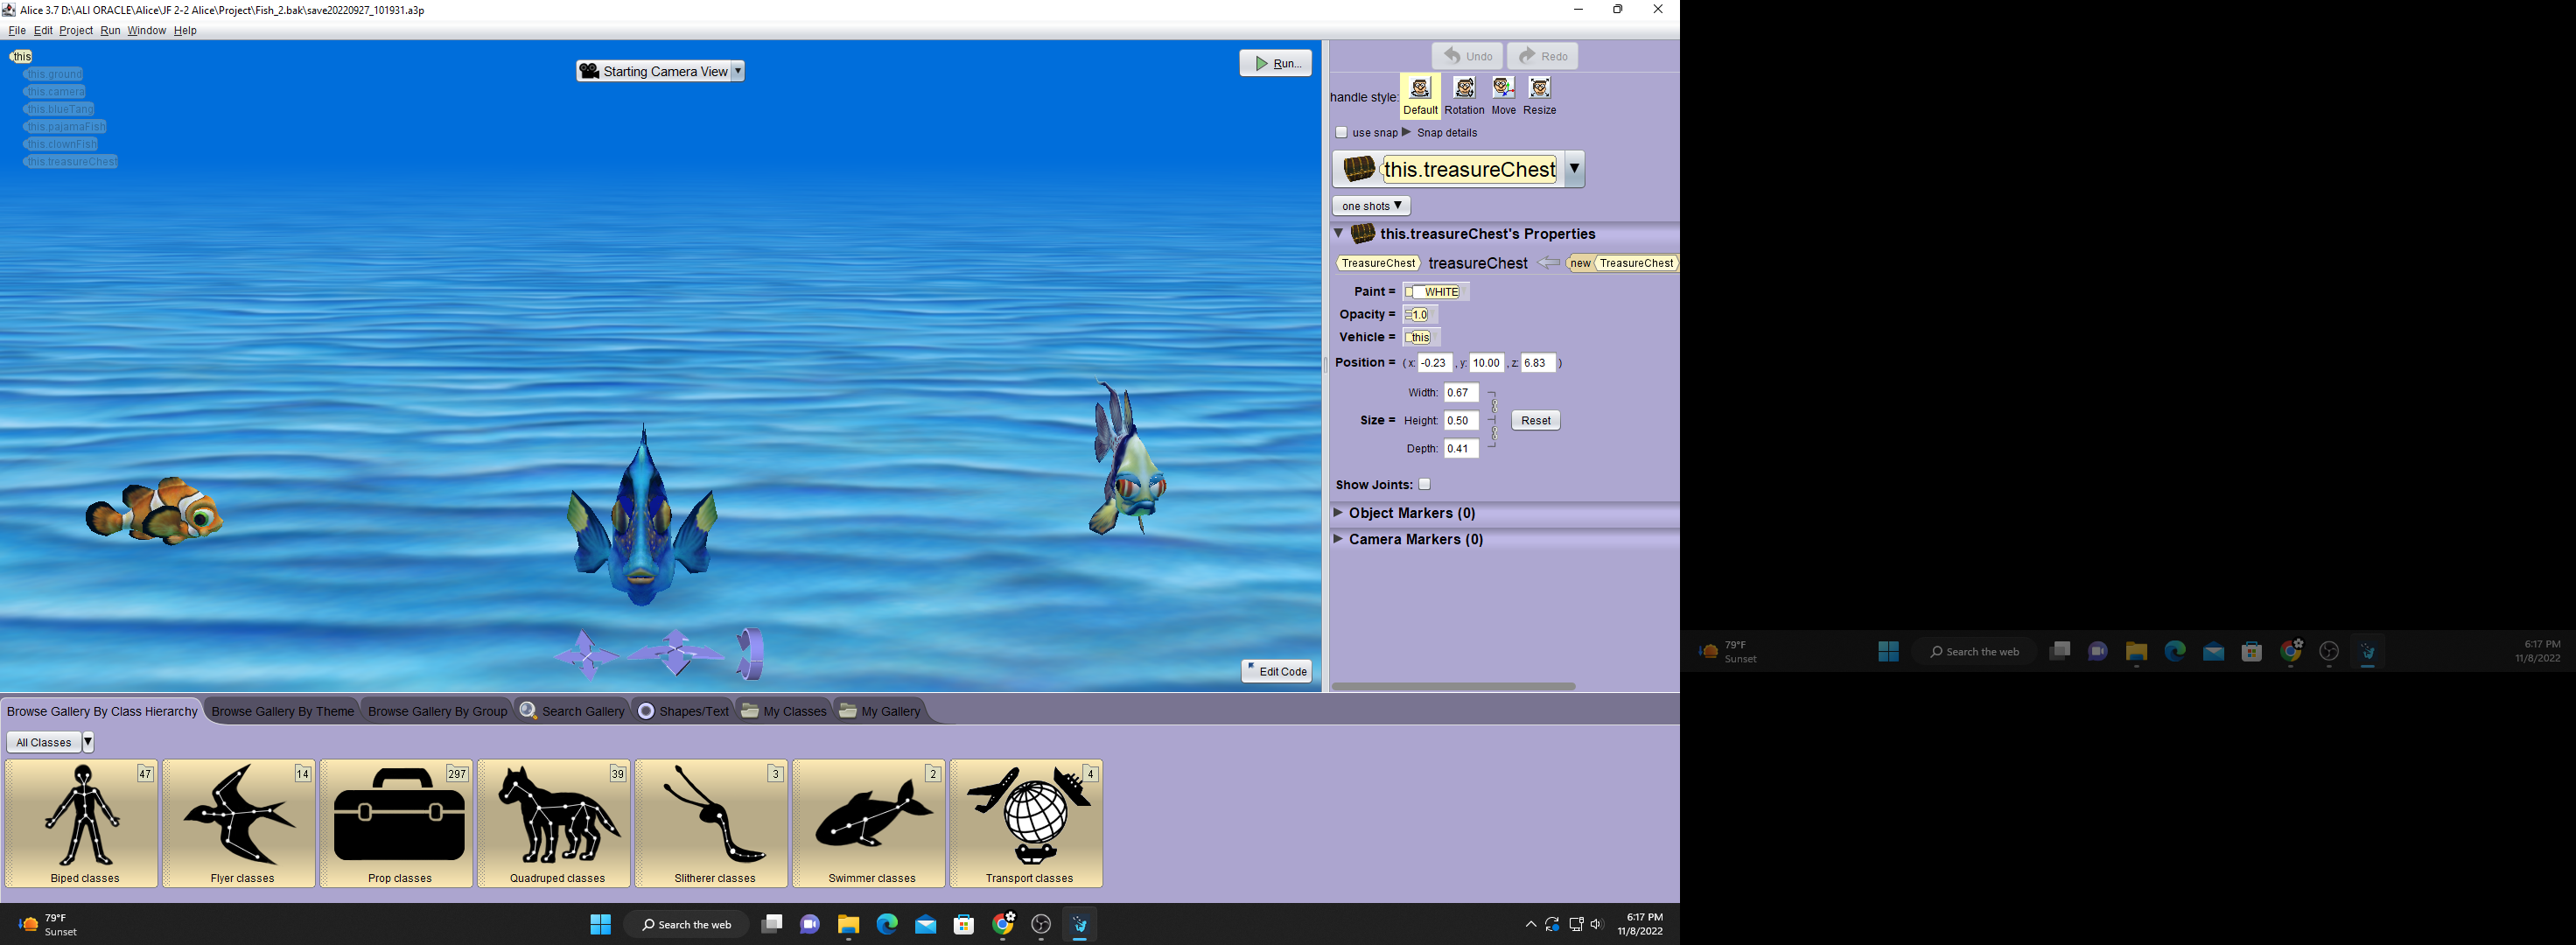 Alice 3.7 D:\ALI ORACLE\Alice\JF 2-2 Alice\Project\Fish_2.bak\save20220927_101931.a3p
File Edit Project Run Window Help
this
this.ground
this.camera
this.blueTang
this.pajamaFish
this.clownFish
this.treasureChest
Starting Camera View
Run...
Edit Code
Undo Redo
handle style:
Default Rotation Move Resize
use snap Snap details
this.treasureChest
one shots
this.treasureChest's Properties
TreasureChest treasureChest new TreasureChest
Paint = WHITE
Opacity = 1.0
Vehicle = this
Position = ( x: -0.23 , y: 10.00 , z: 6.83 )
Width: 0.67
Size = Height: 0.50 Reset
Depth: 0.41
Show Joints:
Object Markers (0)
Camera Markers (0)
Browse Gallery By Class Hierarchy Browse Gallery By Theme Browse Gallery By Group Search Gallery Shapes/Text My Classes My Gallery
All Classes
47 14 297 39 3 2 4
Biped classes Flyer classes Prop classes Quadruped classes Slitherer classes Swimmer classes Transport classes
79°F
Sunset
Search the web
6:17 PM
11/8/2022
79°F
Sunset
Search the web
6:17 PM
11/8/2022